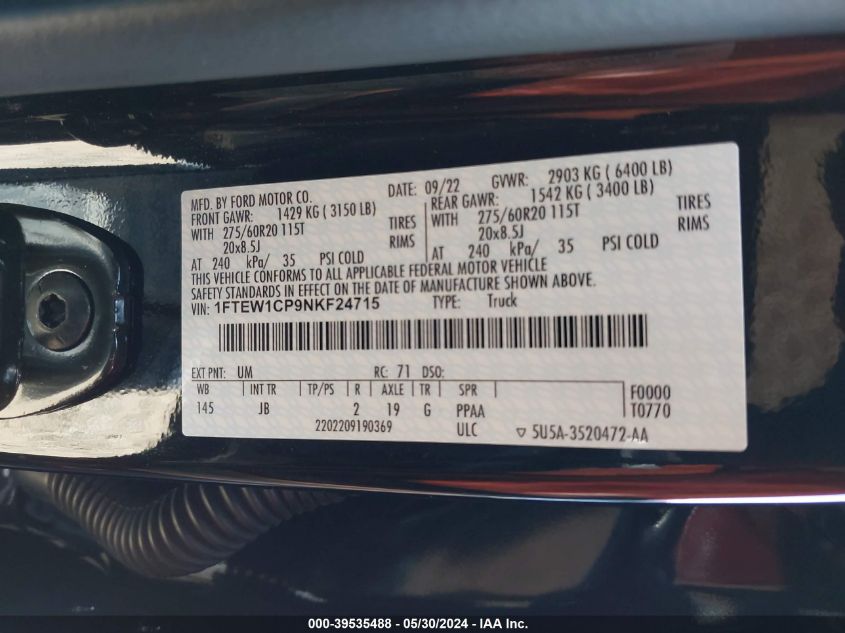 MFD. BY FORD MOTOR CO. DATE: 09/22 GVWR: 2903 KG ( 6400 LB)
FRONT GAWR: 1429 KG ( 3150 LB) REAR GAWR: 1542 KG ( 3400 LB)
WITH 275/60R20 115T TIRES WITH 275/60R20 115T TIRES
20x8.5J RIMS 20x8.5J RIMS
AT 240 kPa/ 35 PSI COLD AT 240 kPa/ 35 PSI COLD
THIS VEHICLE CONFORMS TO ALL APPLICABLE FEDERAL MOTOR VEHICLE
SAFETY STANDARDS IN EFFECT ON THE DATE OF MANUFACTURE SHOWN ABOVE.
VIN: 1FTEW1CP9NKF24715 TYPE: Truck
EXT PNT: UM RC: 71 DSO:
WB INT TR TP/PS R AXLE TR SPR F0000
145 JB 2 19 G PPAA T0770
2202209190369 ULC ▽ 5U5A-3520472-AA
000-39535488 - 05/30/2024 - IAA Inc.